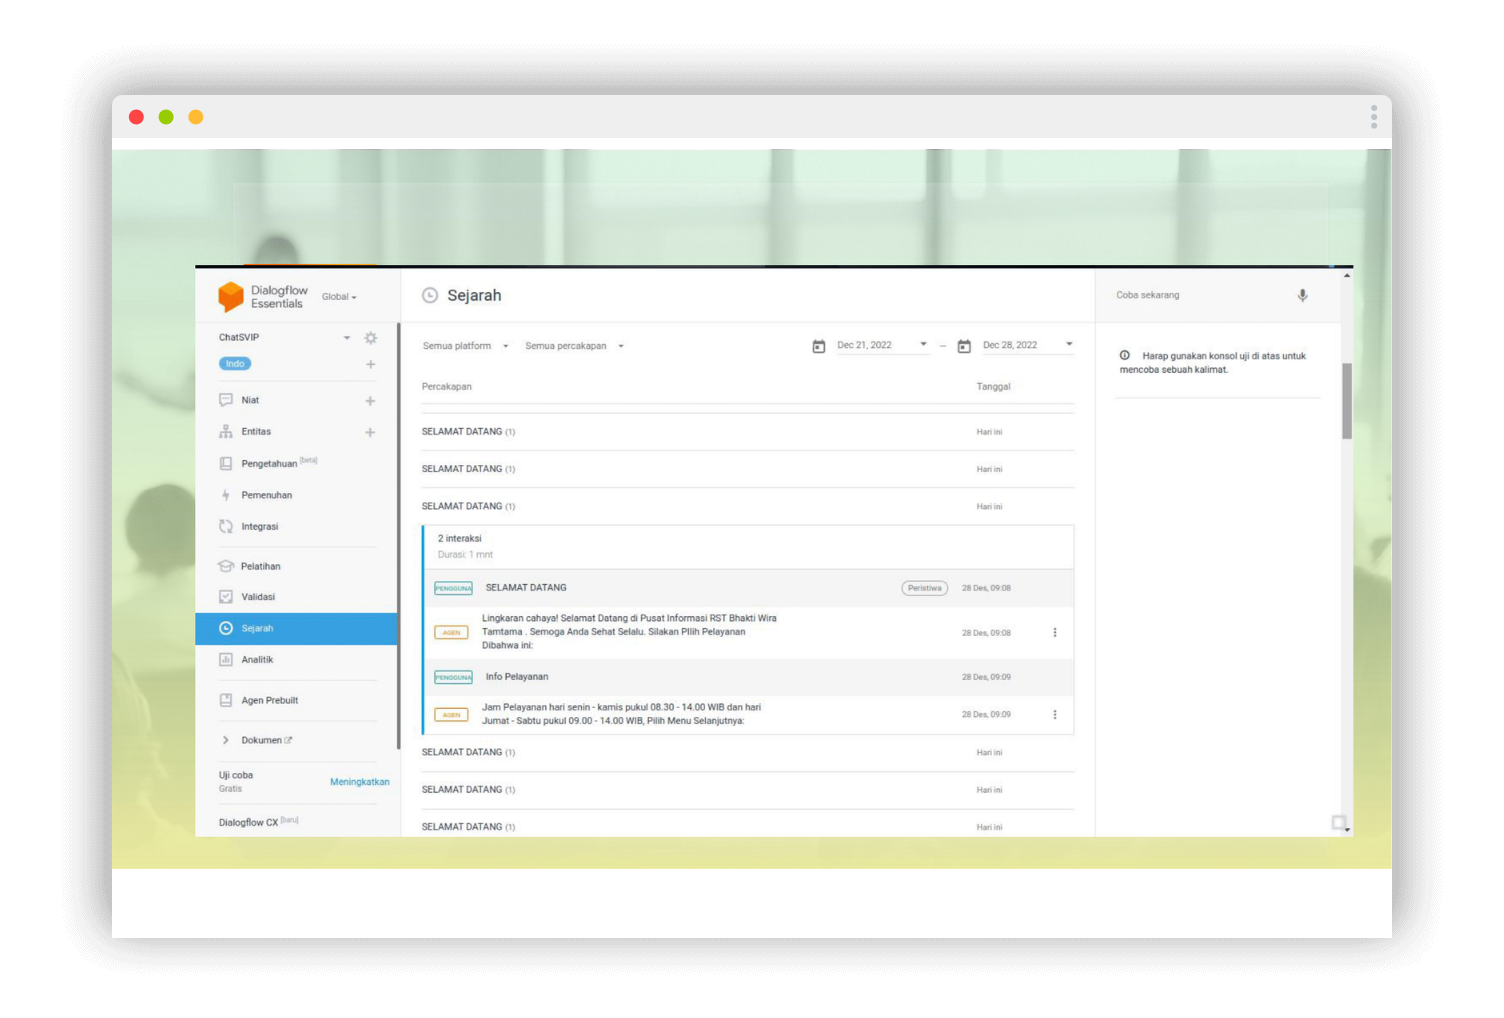 Dialogflow
Essentials
Global
Sejarah
Coba sekarang
ChatSVIP
Indo
Niat
Entitas
Pengetahuan [beta]
Pemenuhan
Integrasi
Pelatihan
Validasi
Sejarah
Analitik
Agen Prebuilt
Dokumen
Uji coba
Gratis
Meningkatkan
Dialogflow CX [baru]
Semua platform
Semua percakapan
Dec 21, 2022
–
Dec 28, 2022
Percakapan
Tanggal
SELAMAT DATANG (1)
Hari ini
SELAMAT DATANG (1)
Hari ini
SELAMAT DATANG (1)
Hari ini
2 interaksi
Durasi: 1 mnt
PENGGUNA
SELAMAT DATANG
Peristiwa
28 Des, 09:08
AGEN
Lingkaran cahaya! Selamat Datang di Pusat Informasi RST Bhakti Wira
Tamtama . Semoga Anda Sehat Selalu. Silakan PIlih Pelayanan
Dibahwa ini:
28 Des, 09:08
PENGGUNA
Info Pelayanan
28 Des, 09:09
AGEN
Jam Pelayanan hari senin - kamis pukul 08.30 - 14.00 WIB dan hari
Jumat - Sabtu pukul 09.00 - 14.00 WIB, Pilih Menu Selanjutnya:
28 Des, 09:09
SELAMAT DATANG (1)
Hari ini
SELAMAT DATANG (1)
Hari ini
SELAMAT DATANG (1)
Hari ini
Harap gunakan konsol uji di atas untuk
mencoba sebuah kalimat.